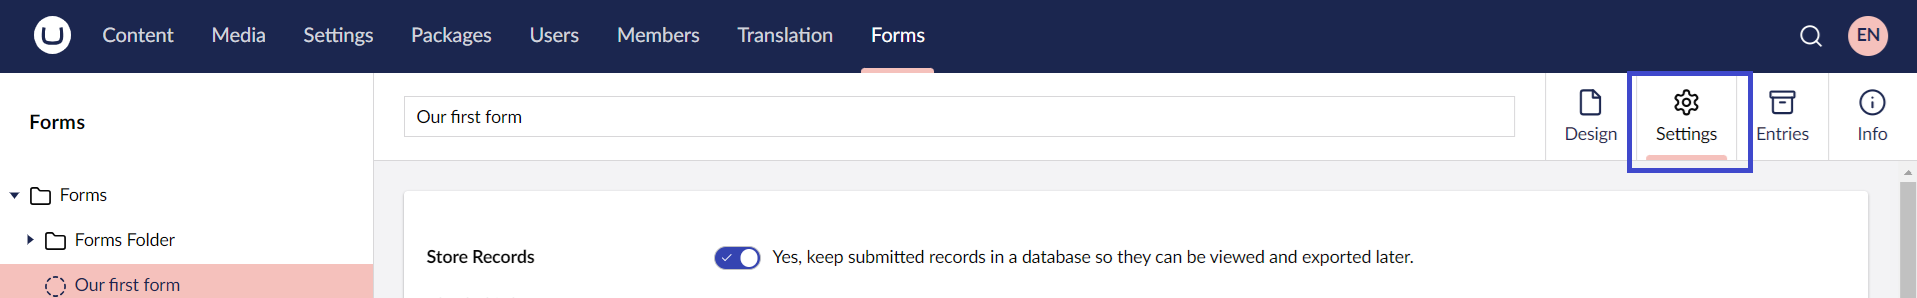 Content Media Settings Packages Users Members Translation Forms EN
Forms
Our first form
Design Settings Entries Info
Forms
Forms Folder
Our first form
Store Records Yes, keep submitted records in a database so they can be viewed and exported later.